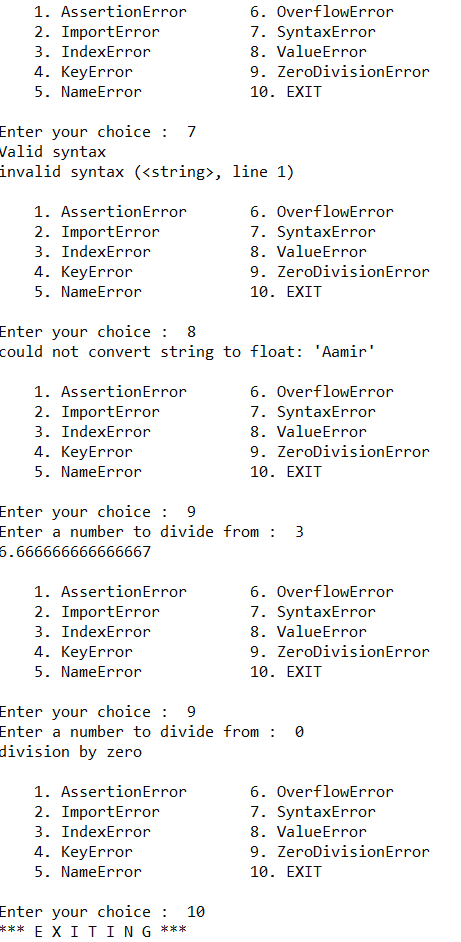 1. AssertionError 6. OverflowError
2. ImportError 7. SyntaxError
3. IndexError 8. ValueError
4. KeyError 9. ZeroDivisionError
5. NameError 10. EXIT
Enter your choice : 7
Valid syntax
invalid syntax (<string>, line 1)
1. AssertionError 6. OverflowError
2. ImportError 7. SyntaxError
3. IndexError 8. ValueError
4. KeyError 9. ZeroDivisionError
5. NameError 10. EXIT
Enter your choice : 8
could not convert string to float: 'Aamir'
1. AssertionError 6. OverflowError
2. ImportError 7. SyntaxError
3. IndexError 8. ValueError
4. KeyError 9. ZeroDivisionError
5. NameError 10. EXIT
Enter your choice : 9
Enter a number to divide from : 3
6.666666666666667
1. AssertionError 6. OverflowError
2. ImportError 7. SyntaxError
3. IndexError 8. ValueError
4. KeyError 9. ZeroDivisionError
5. NameError 10. EXIT
Enter your choice : 9
Enter a number to divide from : 0
division by zero
1. AssertionError 6. OverflowError
2. ImportError 7. SyntaxError
3. IndexError 8. ValueError
4. KeyError 9. ZeroDivisionError
5. NameError 10. EXIT
Enter your choice : 10
*** E X I T I N G ***